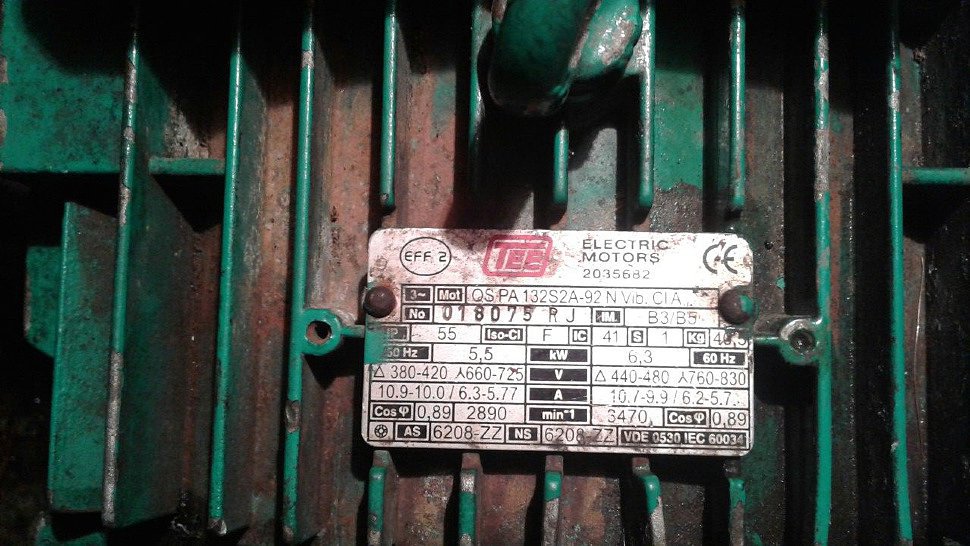 EFF 2 TEE ELECTRIC MOTORS 2035682 CE
3~ Mot QS PA 132S2A-92 N Vib. Cl A
No 018075 RJ IM. B3/B5
55 Iso-Cl F IC 41 S 1 Kg
50 Hz 5,5 kW 6,3 60 Hz
Δ 380-420 ⅄660-725 V Δ 440-480 ⅄760-830
10.9-10.0 / 6.3-5.77 A 10.7-9.9 / 6.2-5.7
Cosφ 0,89 2890 min⁻¹ 3470 Cosφ 0,89
AS 6208-ZZ NS 6208-ZZ VDE 0530 IEC 60034